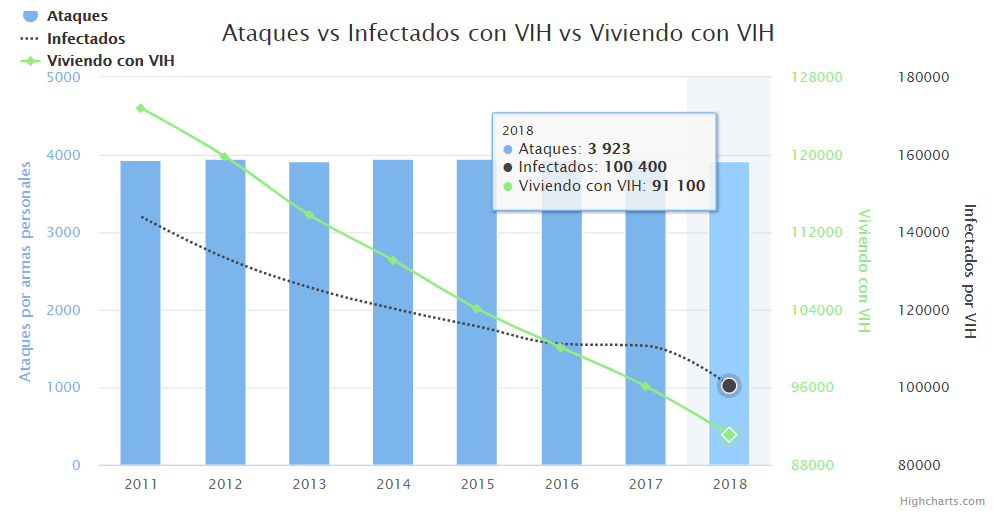 Ataques
Infectados
Viviendo con VIH
Ataques vs Infectados con VIH vs Viviendo con VIH
5000
4000
3000
2000
1000
0
Ataques por armas personales
2018
Ataques: 3 923
Infectados: 100 400
Viviendo con VIH: 91 100
128000
120000
112000
104000
96000
88000
Viviendo con VIH
180000
160000
140000
120000
100000
80000
Infectados por VIH
2011 2012 2013 2014 2015 2016 2017 2018
Highcharts.com